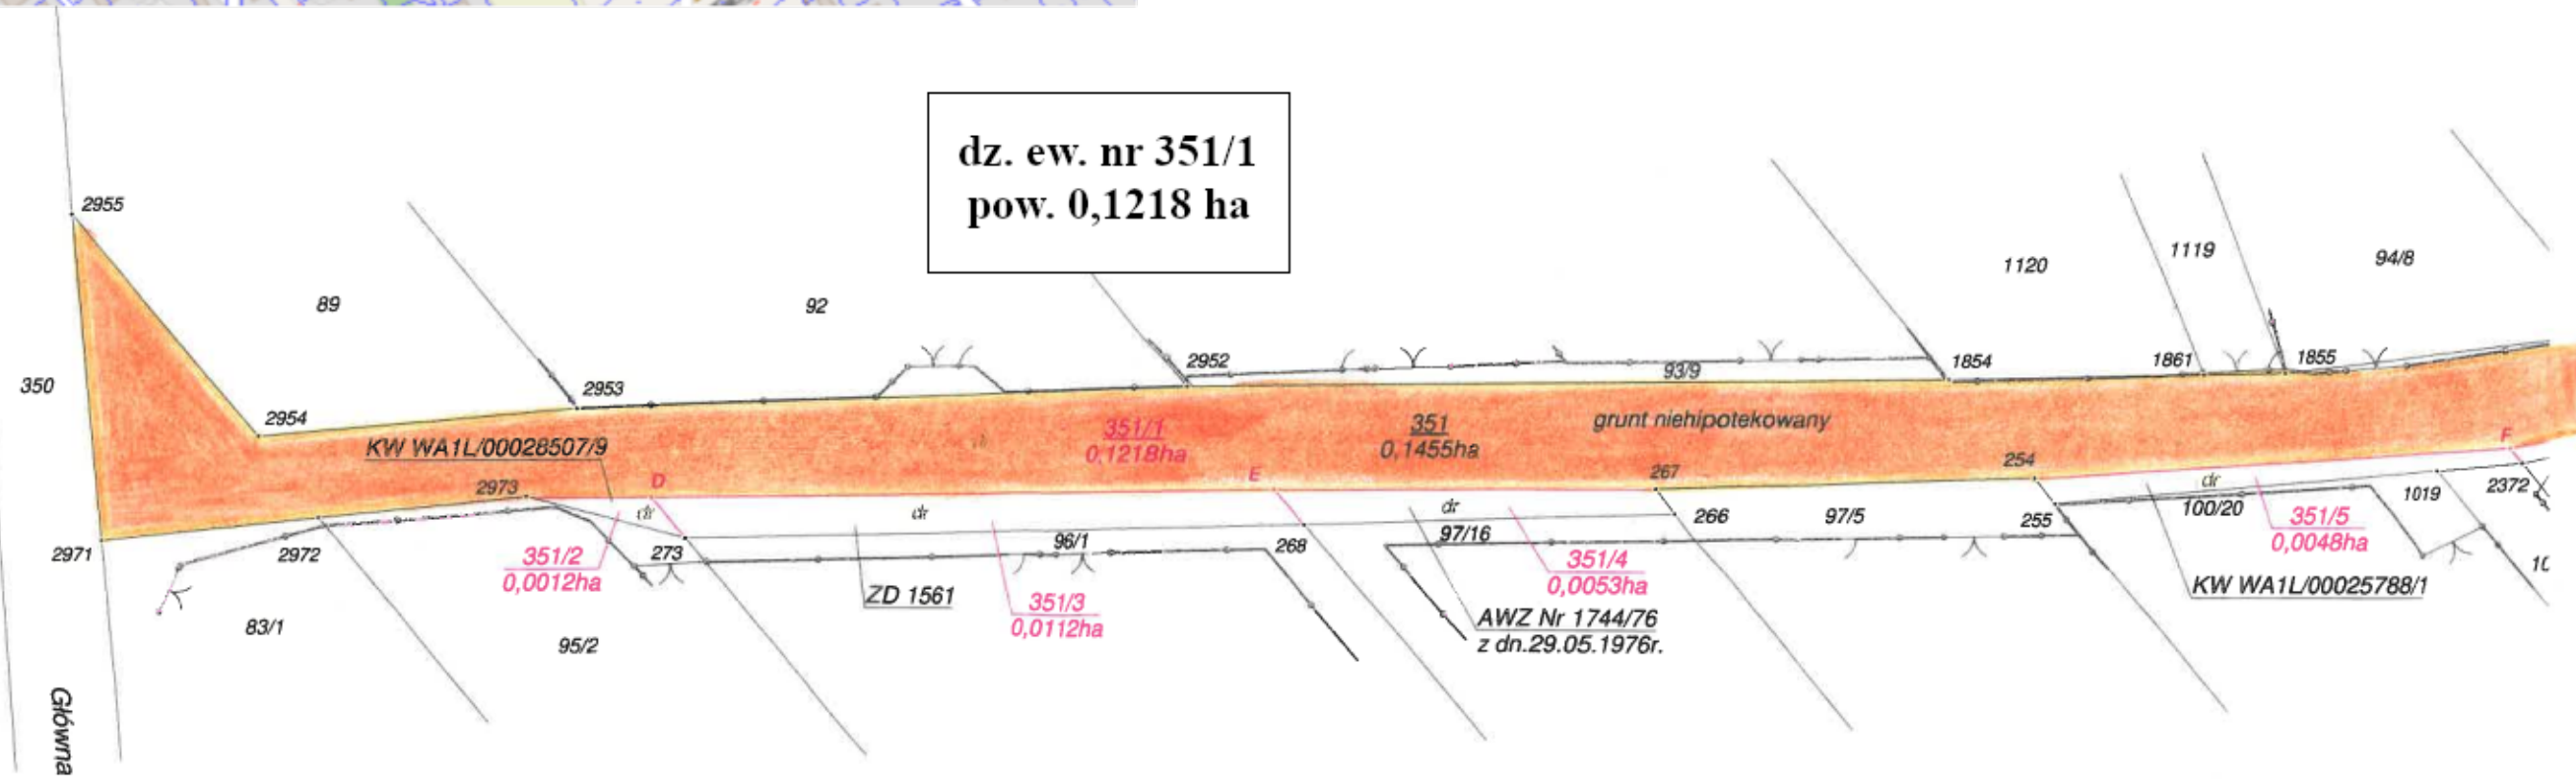 dz. ew. nr 351/1
pow. 0,1218 ha
2955
89
92
1120
1119
94/8
350
2954
2953
2952
93/9
1854
1861
1855
KW WA1L/00028507/9
351/1
0,1218ha
351
0,1455ha
grunt niehipotekowany
2973
D
E
267
254
F
2971
2972
dr
dr
dr
dr
351/2
0,0012ha
273
96/1
268
97/16
266
97/5
255
100/20
1019
2372
351/5
0,0048ha
83/1
95/2
ZD 1561
351/3
0,0112ha
351/4
0,0053ha
AWZ Nr 1744/76
z dn.29.05.1976r.
KW WA1L/00025788/1
Główna